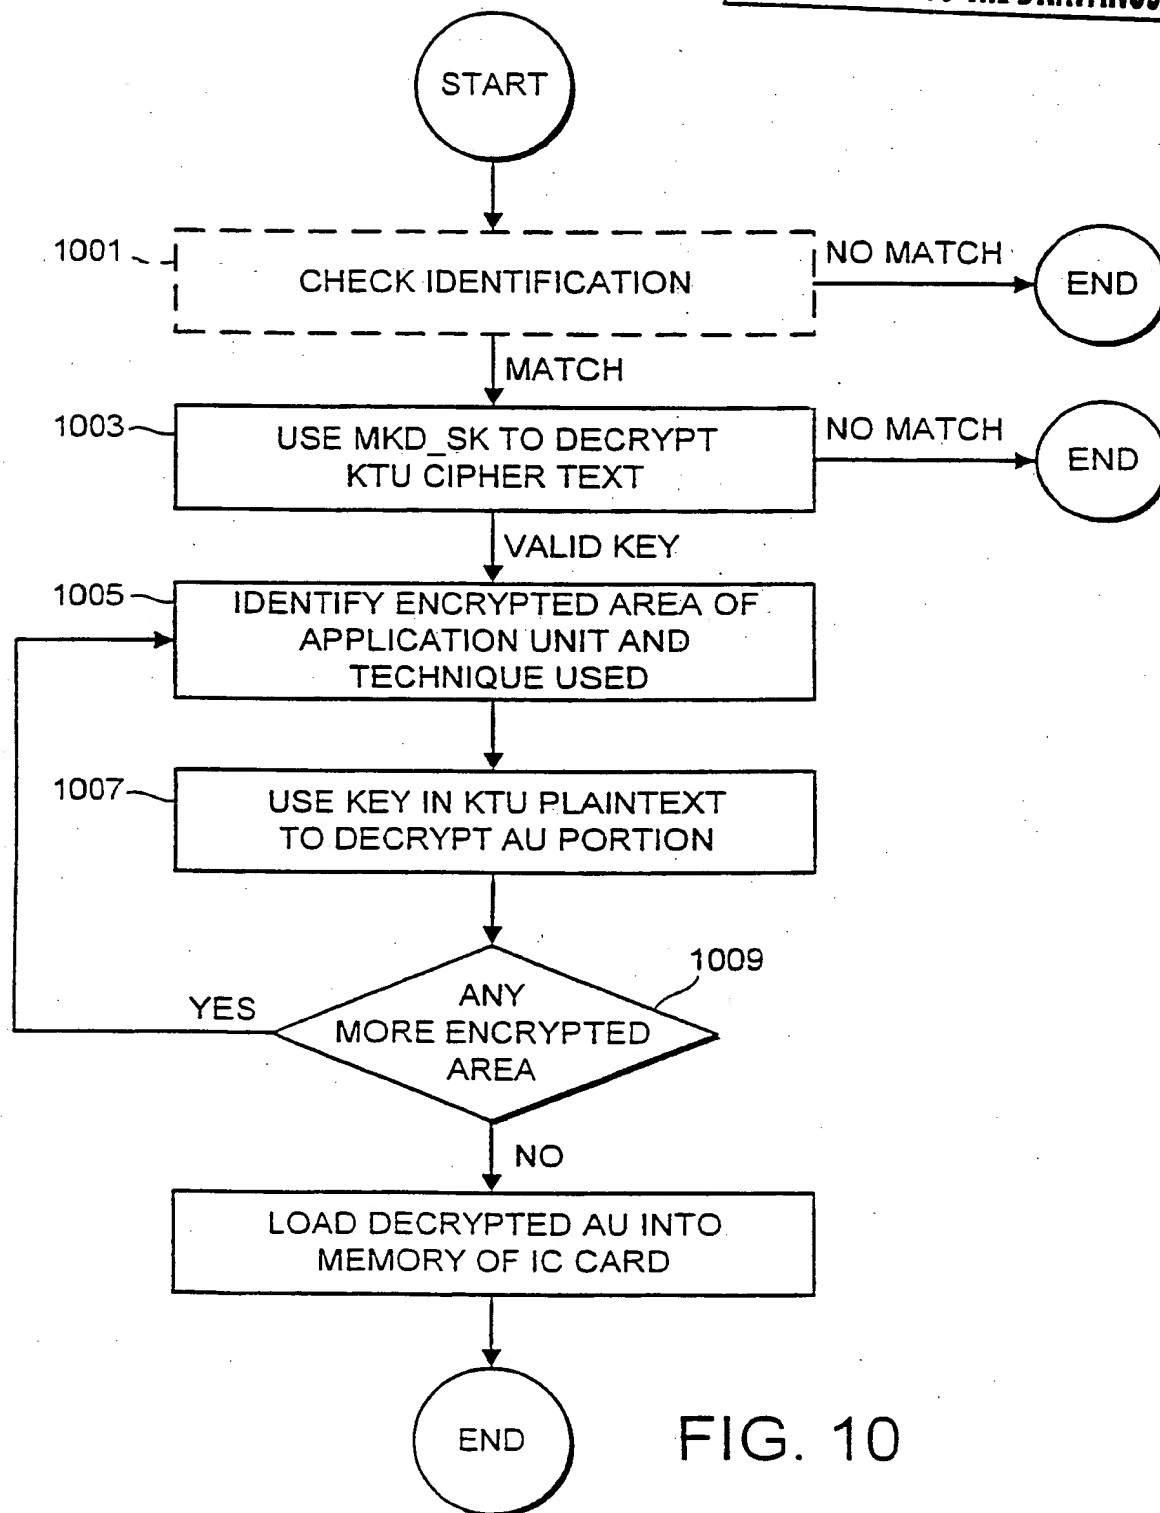 THE DRAWINGS
START
1001
CHECK IDENTIFICATION
NO MATCH
END
MATCH
1003
USE MKD_SK TO DECRYPT
KTU CIPHER TEXT
NO MATCH
END
VALID KEY
1005
IDENTIFY ENCRYPTED AREA OF
APPLICATION UNIT AND
TECHNIQUE USED
1007
USE KEY IN KTU PLAINTEXT
TO DECRYPT AU PORTION
1009
ANY
MORE ENCRYPTED
AREA
YES
NO
LOAD DECRYPTED AU INTO
MEMORY OF IC CARD
END
FIG. 10